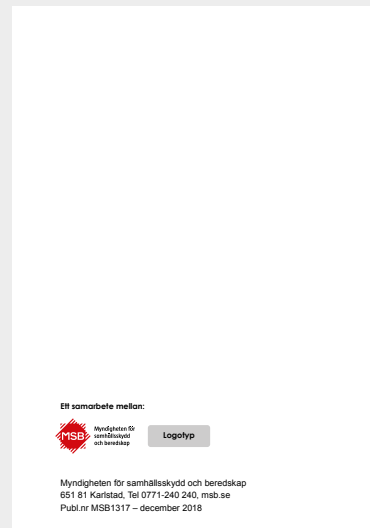 Ett samarbete mellan:
MSB
Myndigheten för
samhällsskydd
och beredskap
Logotyp
Myndigheten för samhällsskydd och beredskap
651 81 Karlstad, Tel 0771-240 240, msb.se
Publ.nr MSB1317 – december 2018